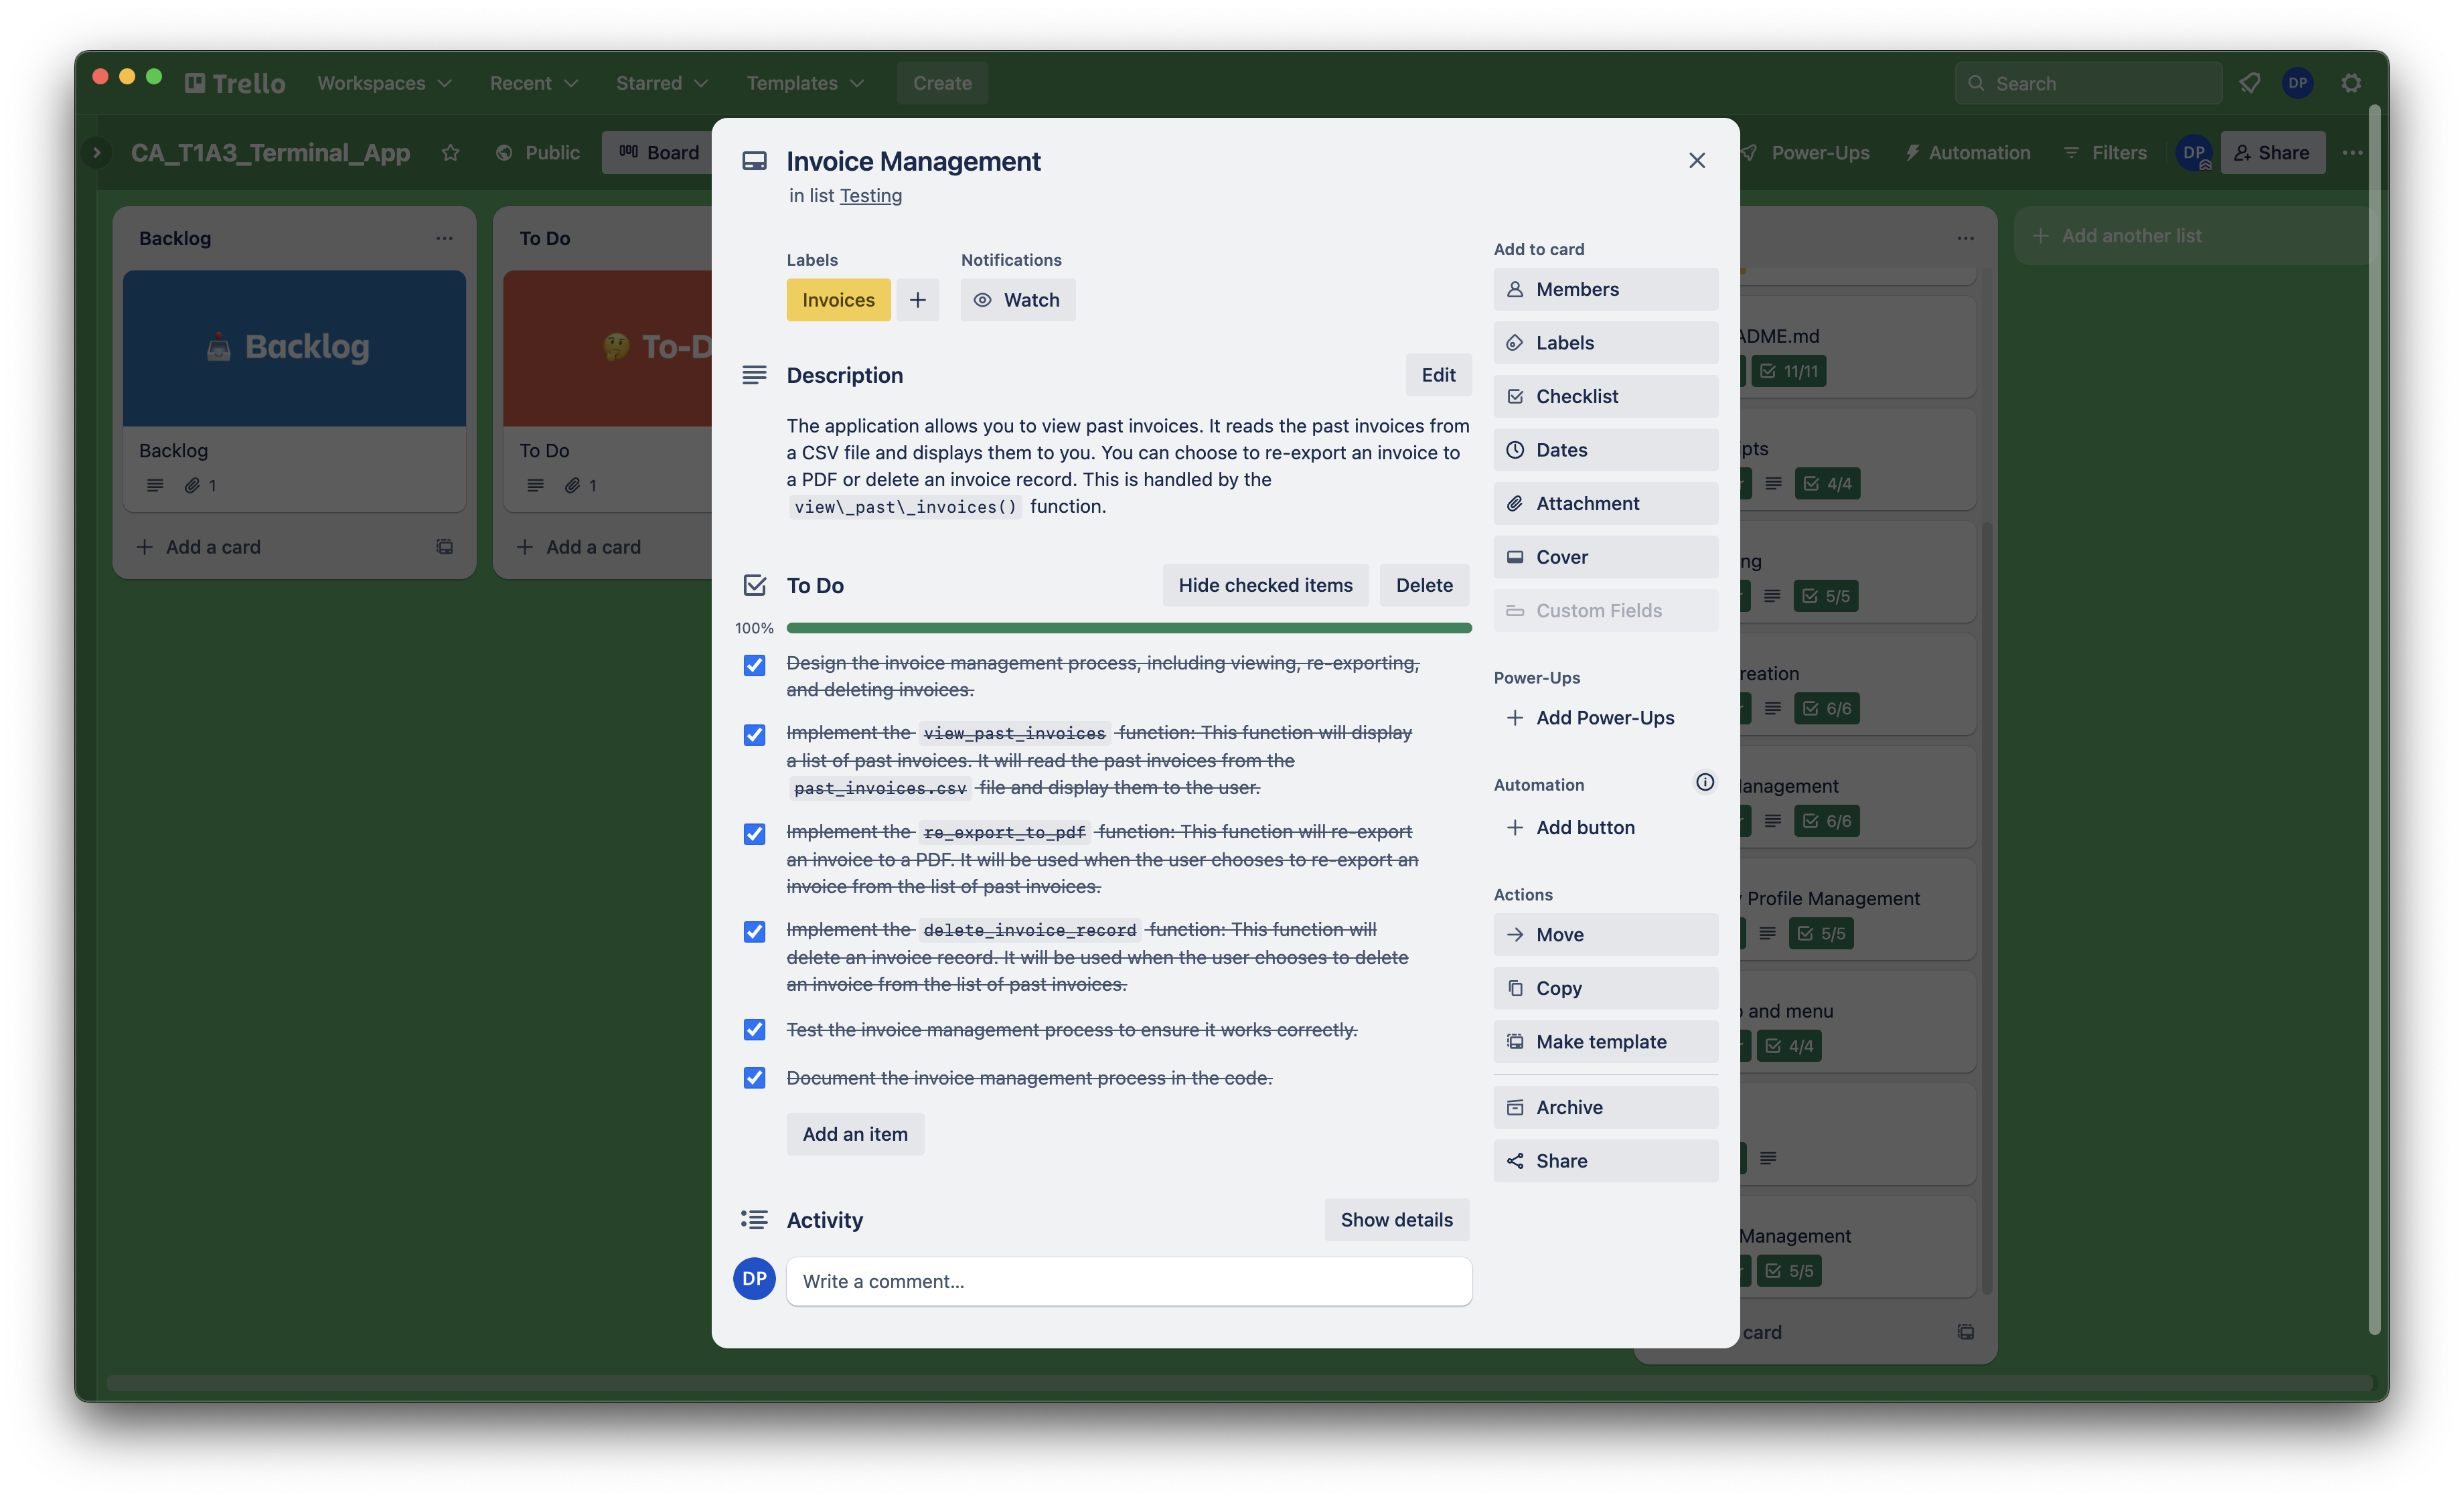 Trello
Workspaces
Recent
Starred
Templates
Create
Search
DP
CA_T1A3_Terminal_App
Public
Board
Power-Ups
Automation
Filters
DP
Share
Backlog
Backlog
Backlog
1
Add a card
To Do
To-D
To Do
1
Add a card
Invoice Management
in list Testing
Labels
Invoices
Notifications
Watch
Description
Edit
The application allows you to view past invoices. It reads the past invoices from
a CSV file and displays them to you. You can choose to re-export an invoice to
a PDF or delete an invoice record. This is handled by the
view\_past\_invoices() function.
To Do
Hide checked items
Delete
100%
Design the invoice management process, including viewing, re-exporting,
and deleting invoices.
Implement the view_past_invoices function: This function will display
a list of past invoices. It will read the past invoices from the
past_invoices.csv file and display them to the user.
Implement the re_export_to_pdf function: This function will re-export
an invoice to a PDF. It will be used when the user chooses to re-export an
invoice from the list of past invoices.
Implement the delete_invoice_record function: This function will
delete an invoice record. It will be used when the user chooses to delete
an invoice from the list of past invoices.
Test the invoice management process to ensure it works correctly.
Document the invoice management process in the code.
Add an item
Activity
Show details
DP
Write a comment...
Add to card
Members
Labels
Checklist
Dates
Attachment
Cover
Custom Fields
Power-Ups
Add Power-Ups
Automation
Add button
Actions
Move
Copy
Make template
Archive
Share
ADME.md
11/11
pts
4/4
ng
5/5
reation
6/6
anagement
6/6
Profile Management
5/5
and menu
4/4
Management
5/5
card
Add another list